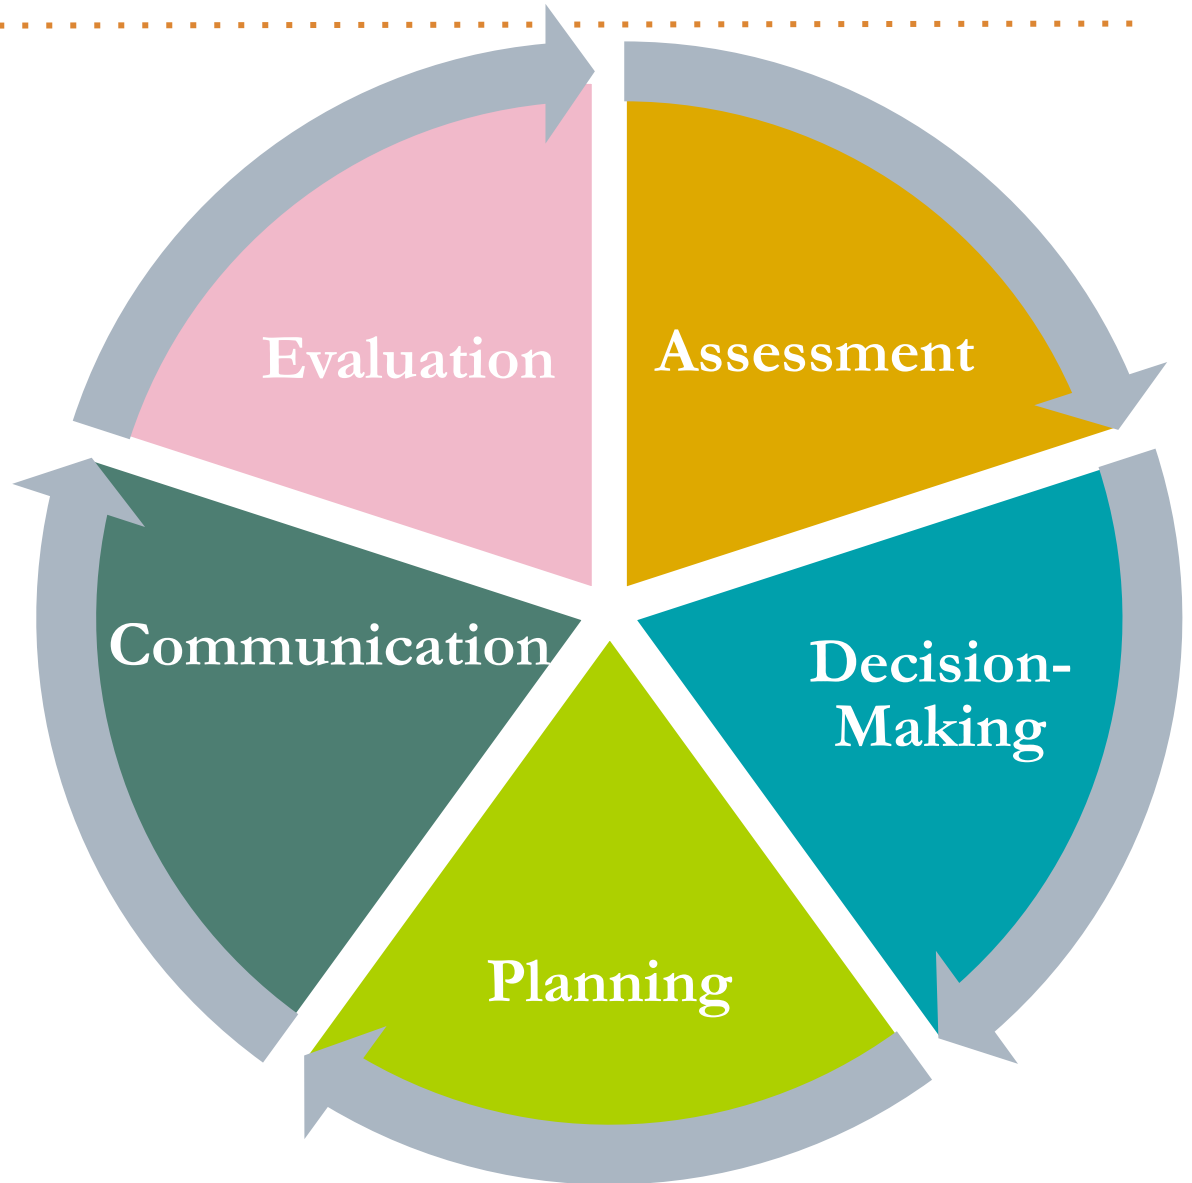 Evaluation
Assessment
Decision-
Making
Communication
Planning